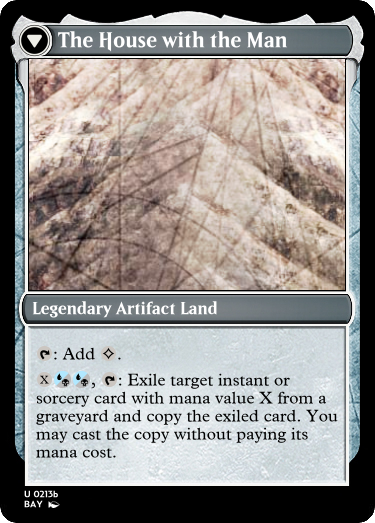 The House with the Man
Legendary Artifact Land
: Add .
X , : Exile target instant or
sorcery card with mana value X from a
graveyard and copy the exiled card. You
may cast the copy without paying its
mana cost.
U 0213b
BAY